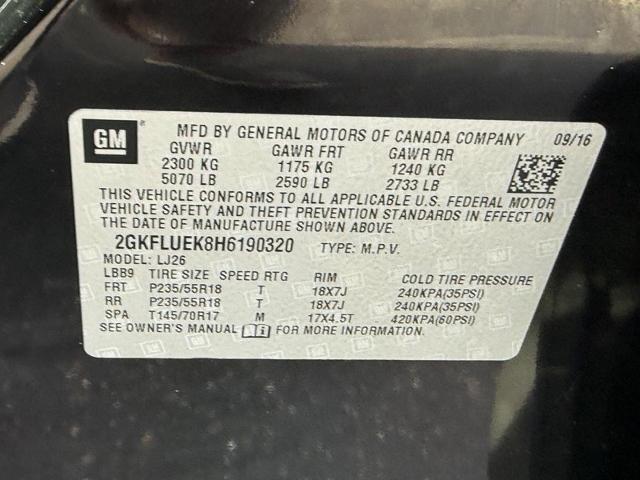 GM® MFD BY GENERAL MOTORS OF CANADA COMPANY 09/16
GVWR GAWR FRT GAWR RR
2300 KG 1175 KG 1240 KG
5070 LB 2590 LB 2733 LB
THIS VEHICLE CONFORMS TO ALL APPLICABLE U.S. FEDERAL MOTOR
VEHICLE SAFETY AND THEFT PREVENTION STANDARDS IN EFFECT ON
THE DATE OF MANUFACTURE SHOWN ABOVE.
2GKFLUEK8H6190320 TYPE: M.P.V.
MODEL: LJ26
LBB9 TIRE SIZE SPEED RTG RIM COLD TIRE PRESSURE
FRT P235/55R18 T 18X7J 240KPA(35PSI)
RR P235/55R18 T 18X7J 240KPA(35PSI)
SPA T145/70R17 M 17X4.5T 420KPA(60PSI)
SEE OWNER'S MANUAL FOR MORE INFORMATION.